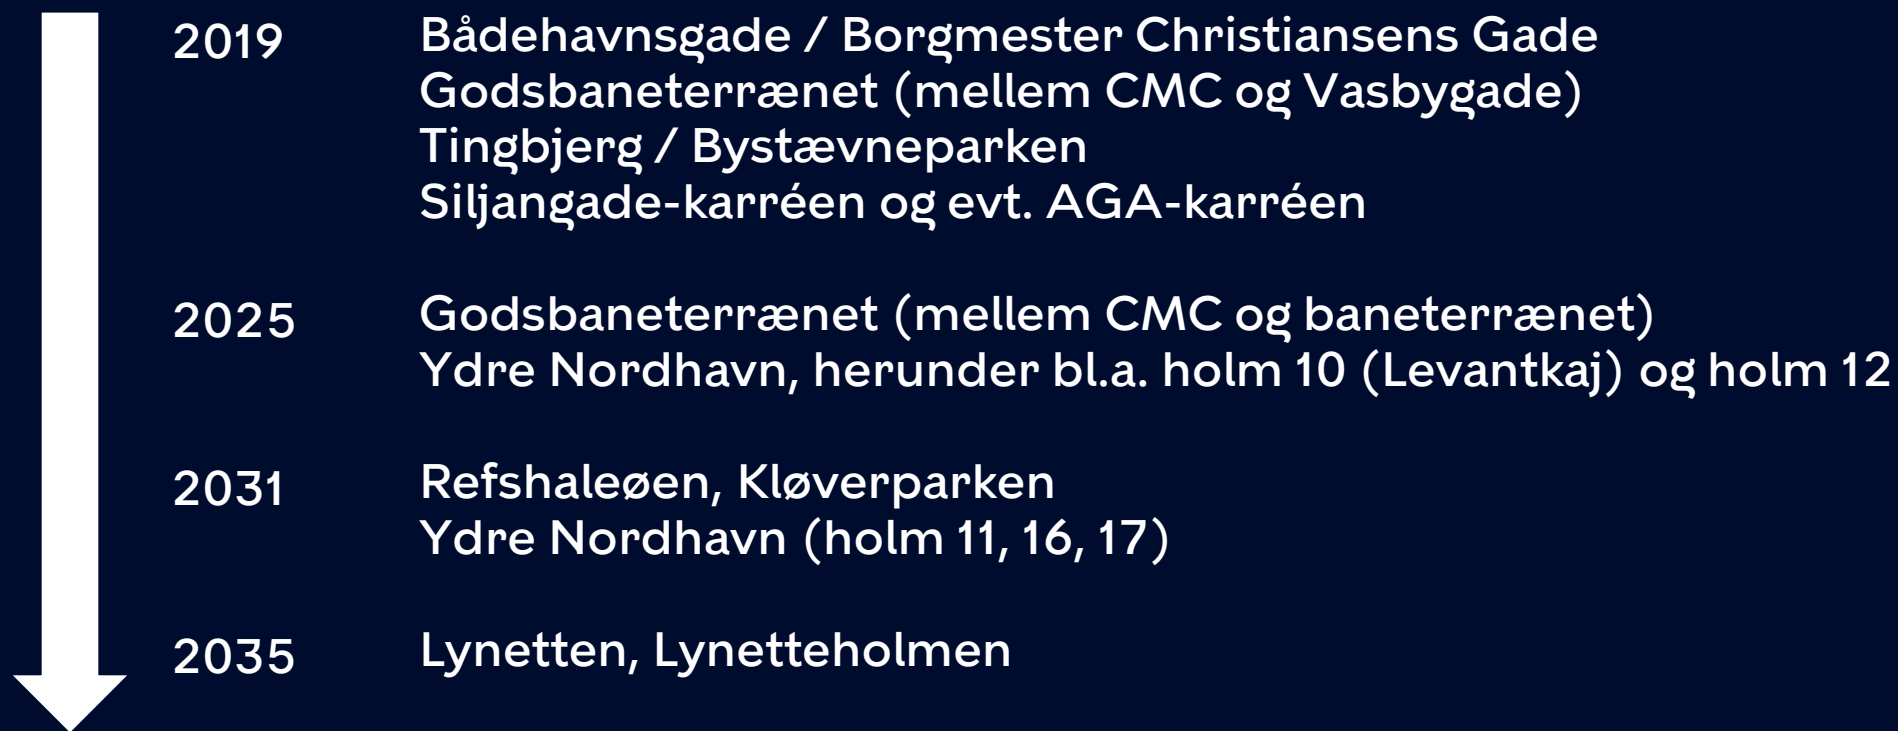 2019
Bådehavnsgade / Borgmester Christiansens Gade
Godsbaneterrænet (mellem CMC og Vasbygade)
Tingbjerg / Bystævneparken
Siljangade-karréen og evt. AGA-karréen
2025
Godsbaneterrænet (mellem CMC og baneterrænet)
Ydre Nordhavn, herunder bl.a. holm 10 (Levantkaj) og holm 12
2031
Refshaleøen, Kløverparken
Ydre Nordhavn (holm 11, 16, 17)
2035
Lynetten, Lynetteholmen